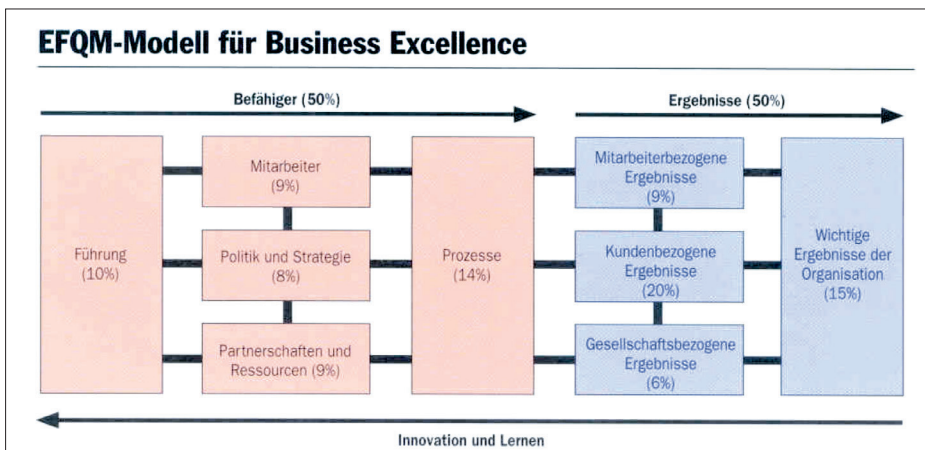 EFQM-Modell für Business Excellence
Befähiger (50%)
Ergebnisse (50%)
Führung
(10%)
Mitarbeiter
(9%)
Politik und Strategie
(8%)
Partnerschaften und
Ressourcen (9%)
Prozesse
(14%)
Mitarbeiterbezogene
Ergebnisse
(9%)
Kundenbezogene
Ergebnisse
(20%)
Gesellschaftsbezogene
Ergebnisse
(6%)
Wichtige
Ergebnisse der
Organisation
(15%)
Innovation und Lernen